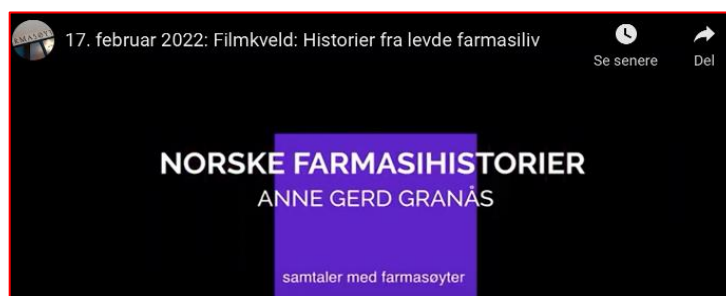 17. februar 2022: Filmkveld: Historier fra levde farmasiliv
Se senere
Del
NORSKE FARMASIHISTORIER
ANNE GERD GRANÅS
samtaler med farmasøyter